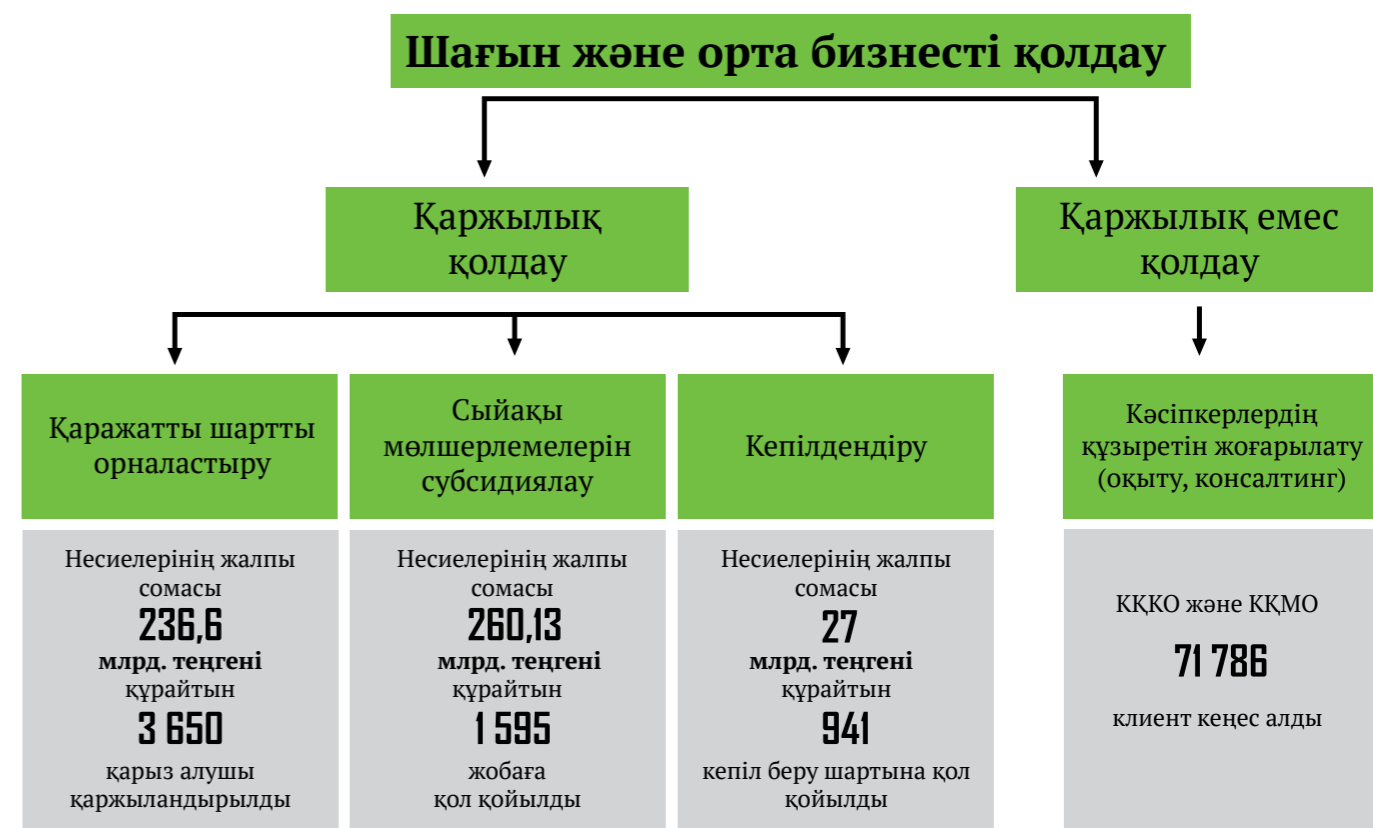 Шағын және орта бизнесті қолдау
Қаржылық
қолдау
Қаржылық емес
қолдау
Қаражатты шартты
орналастыру
Сыйақы
мөлшерлемелерін
субсидиялау
Кепілдендіру
Кәсіпкерлердің
құзыретін жоғарылату
(оқыту, консалтинг)
Несиелерінің жалпы
сомасы
236,6
млрд. теңгені
құрайтын
3 650
қарыз алушы
қаржыландырылды
Несиелерінің жалпы
сомасы
260,13
млрд. теңгені
құрайтын
1 595
жобаға
қол қойылды
Несиелерінің жалпы
сомасы
27
млрд. теңгені
құрайтын
941
кепіл беру шартына қол
қойылды
КҚКО және КҚМО
71 786
клиент кеңес алды